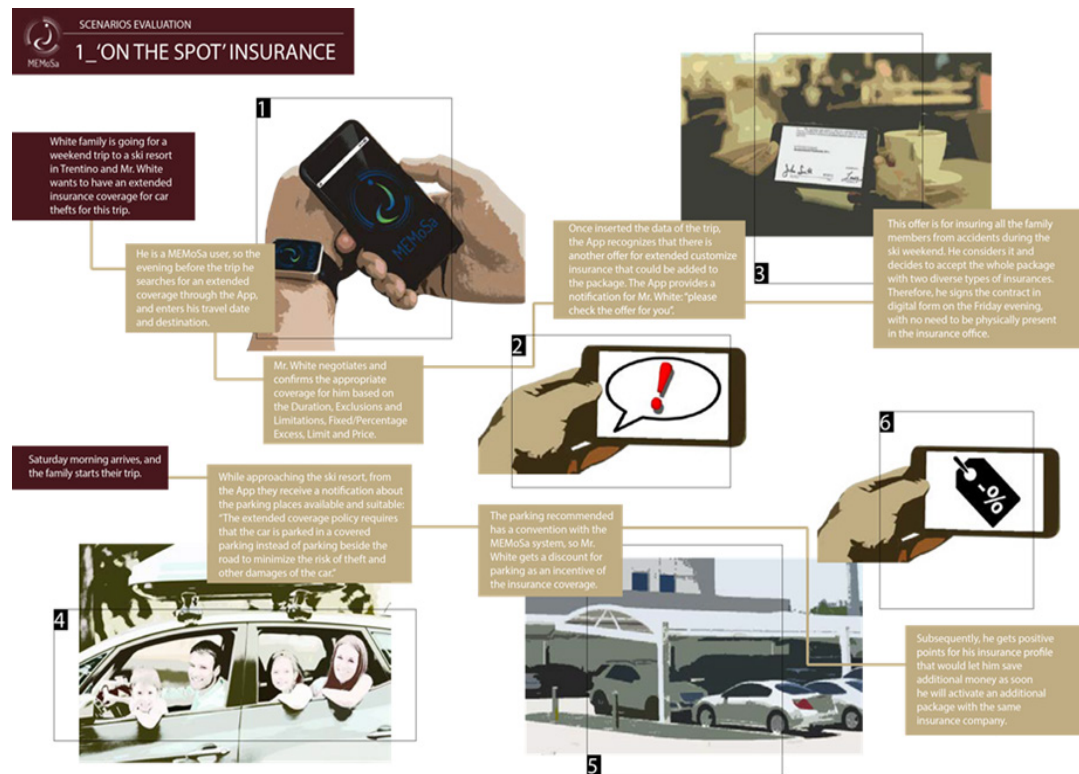 SCENARIOS EVALUATION
1_'ON THE SPOT' INSURANCE
MEMoSa
White family is going for a
weekend trip to a ski resort
in Trentino and Mr. White
wants to have an extended
insurance coverage for car
thefts for this trip.
1
MEMoSa
He is a MEMoSa user, so the
evening before the trip he
searches for an extended
coverage through the App,
and enters his travel date
and destination.
Mr. White negotiates and
confirms the appropriate
coverage for him based on
the Duration, Exclusions and
Limitations, Fixed/Percentage
Excess, Limit and Price.
Once inserted the data of the trip,
the App recognizes that there is
another offer for extended customize
insurance that could be added to
the package. The App provides a
notification for Mr. White: "please
check the offer for you".
2
!
3
This offer is for insuring all the family
members from accidents during the
ski weekend. He considers it and
decides to accept the whole package
with two diverse types of insurances.
Therefore, he signs the contract in
digital form on the Friday evening,
with no need to be physically present
in the insurance office.
Saturday morning arrives, and
the family starts their trip.
While approaching the ski resort, from
the App they receive a notification about
the parking places available and suitable:
"The extended coverage policy requires
that the car is parked in a covered
parking instead of parking beside the
road to minimize the risk of theft and
other damages of the car."
4
The parking recommended
has a convention with the
MEMoSa system, so Mr.
White gets a discount for
parking as an incentive of
the insurance coverage.
5
6
-%
Subsequently, he gets positive
points for his insurance profile
that would let him save
additional money as soon
he will activate an additional
package with the same
insurance company.